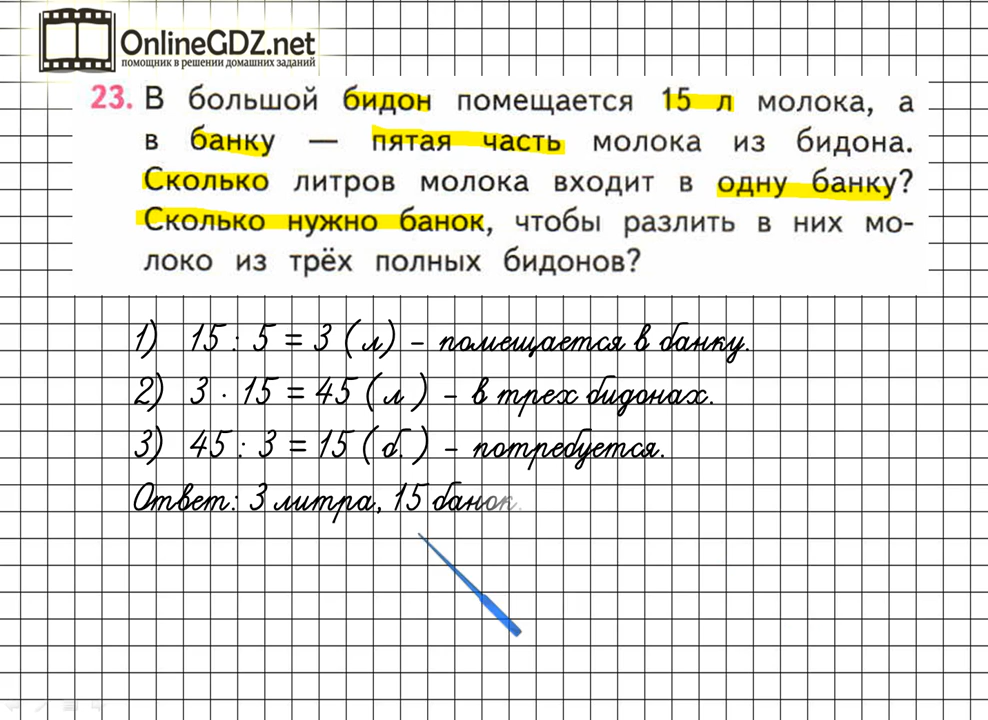 OnlineGDZ.net
помощник в решении домашних заданий
23. В большой бидон помещается 15 л молока, а
в банку — пятая часть молока из бидона.
Сколько литров молока входит в одну банку?
Сколько нужно банок, чтобы разлить в них мо-
локо из трёх полных бидонов?
1) 15 : 5 = 3 (л) – помещается в банку.
2) 3 · 15 = 45 (л ) – в трех бидонах.
3) 45 : 3 = 15 ( б. ) – потребуется.
Ответ: 3 литра, 15 банок.